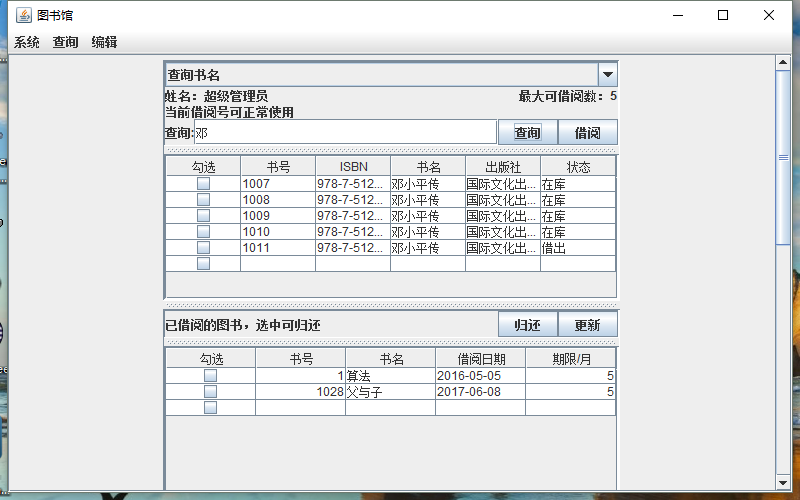 图书馆
系统 查询 编辑
查询书名
姓名：超级管理员 最大可借阅数：5
当前借阅号可正常使用
查询:邓 查询 借阅
勾选 书号 ISBN 书名 出版社 状态
1007 978-7-512... 邓小平传 国际文化出... 在库
1008 978-7-512... 邓小平传 国际文化出... 在库
1009 978-7-512... 邓小平传 国际文化出... 在库
1010 978-7-512... 邓小平传 国际文化出... 在库
1011 978-7-512... 邓小平传 国际文化出... 借出
已借阅的图书，选中可归还 归还 更新
勾选 书号 书名 借阅日期 期限/月
1 算法 2016-05-05 5
1028 父与子 2017-06-08 5